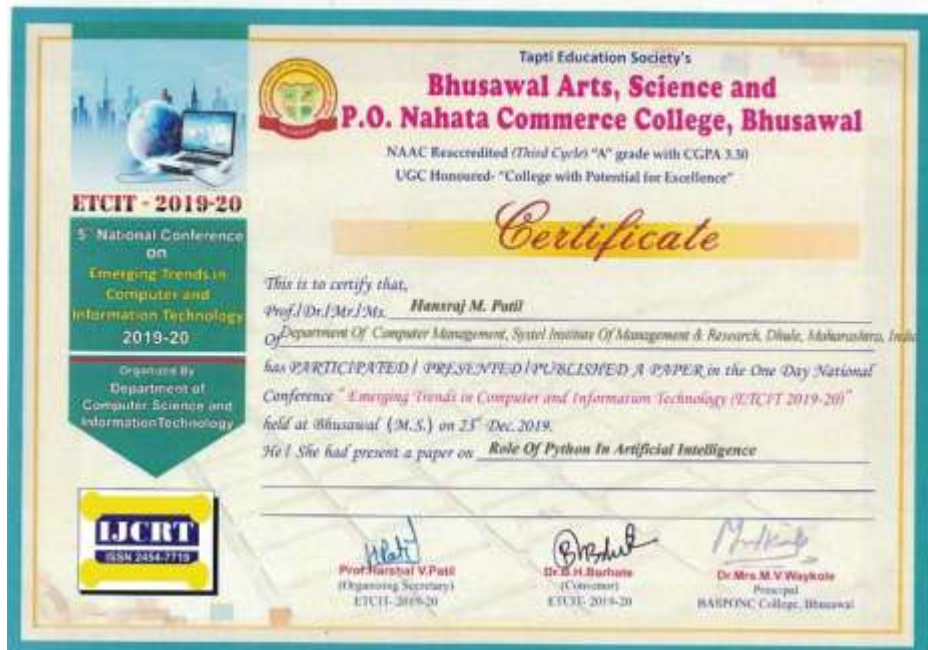 Tapti Education Society's
Bhusawal Arts, Science and
P.O. Nahata Commerce College, Bhusawal
NAAC Reaccredited (Third Cycle) "A" grade with CGPA 3.30
UGC Honoured- "College with Potential for Excellence"
Certificate
ETCIT - 2019-20
5th National Conference
on
Emerging Trends in
Computer and
Information Technology
2019-20
Organized By
Department of
Computer Science and
Information Technology
IJCRT
ISSN 2454-7719
This is to certify that,
Prof./Dr./Mr./Ms. Hansraj M. Patil
Of Department Of Computer Management, Systel Institute Of Management & Research, Dhule, Maharashtra, India
has PARTICIPATED / PRESENTED / PUBLISHED A PAPER in the One Day National
Conference "Emerging Trends in Computer and Information Technology (ETCIT 2019-20)"
held at Bhusawal (M.S.) on Dec. 2019.
He / She had present a paper on Role Of Python In Artificial Intelligence
Prof. Harshal V. Patil
(Organizing Secretary)
ETCIT- 2019-20
Dr. B.H. Barhate
(Convenor)
ETCIT- 2019-20
Dr. Mrs. M.V. Waykole
Principal
BASPONC College, Bhusawal